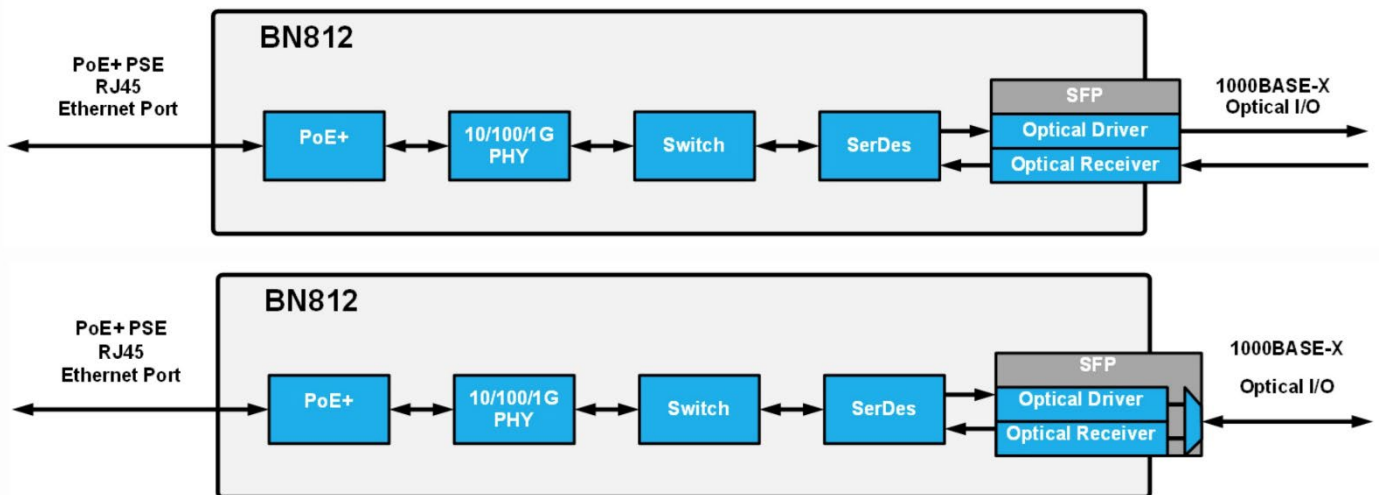 BN812
PoE+ PSE
RJ45
Ethernet Port
PoE+
10/100/1G
PHY
Switch
SerDes
SFP
Optical Driver
Optical Receiver
1000BASE-X
Optical I/O
BN812
PoE+ PSE
RJ45
Ethernet Port
PoE+
10/100/1G
PHY
Switch
SerDes
SFP
Optical Driver
Optical Receiver
1000BASE-X
Optical I/O